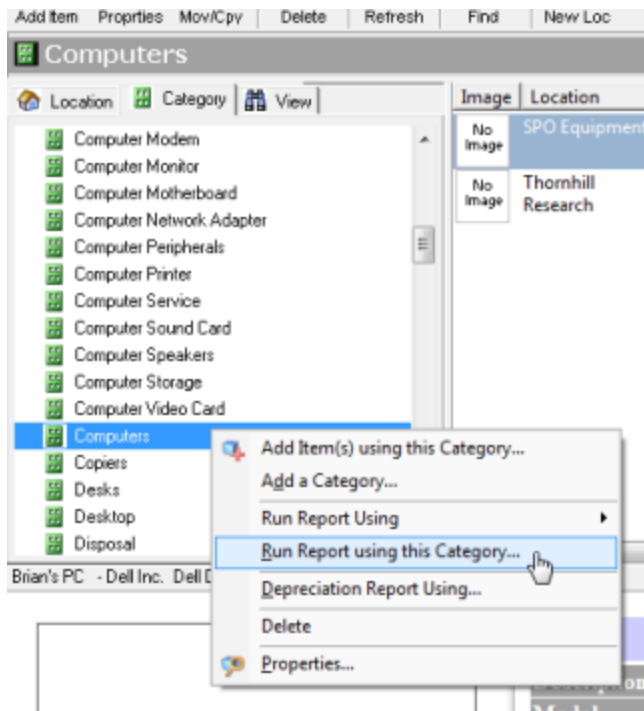 Add Item Proprties Mov/Cpy Delete Refresh Find New Loc
Computers
Location Category View
Image Location
No Image SPO Equipment
No Image Thornhill Research
Computer Modem
Computer Monitor
Computer Motherboard
Computer Network Adapter
Computer Peripherals
Computer Printer
Computer Service
Computer Sound Card
Computer Speakers
Computer Storage
Computer Video Card
Computers
Copiers
Desks
Desktop
Disposal
Add Item(s) using this Category...
Add a Category...
Run Report Using
Run Report using this Category...
Depreciation Report Using...
Delete
Properties...
Brian's PC - Dell Inc. Dell